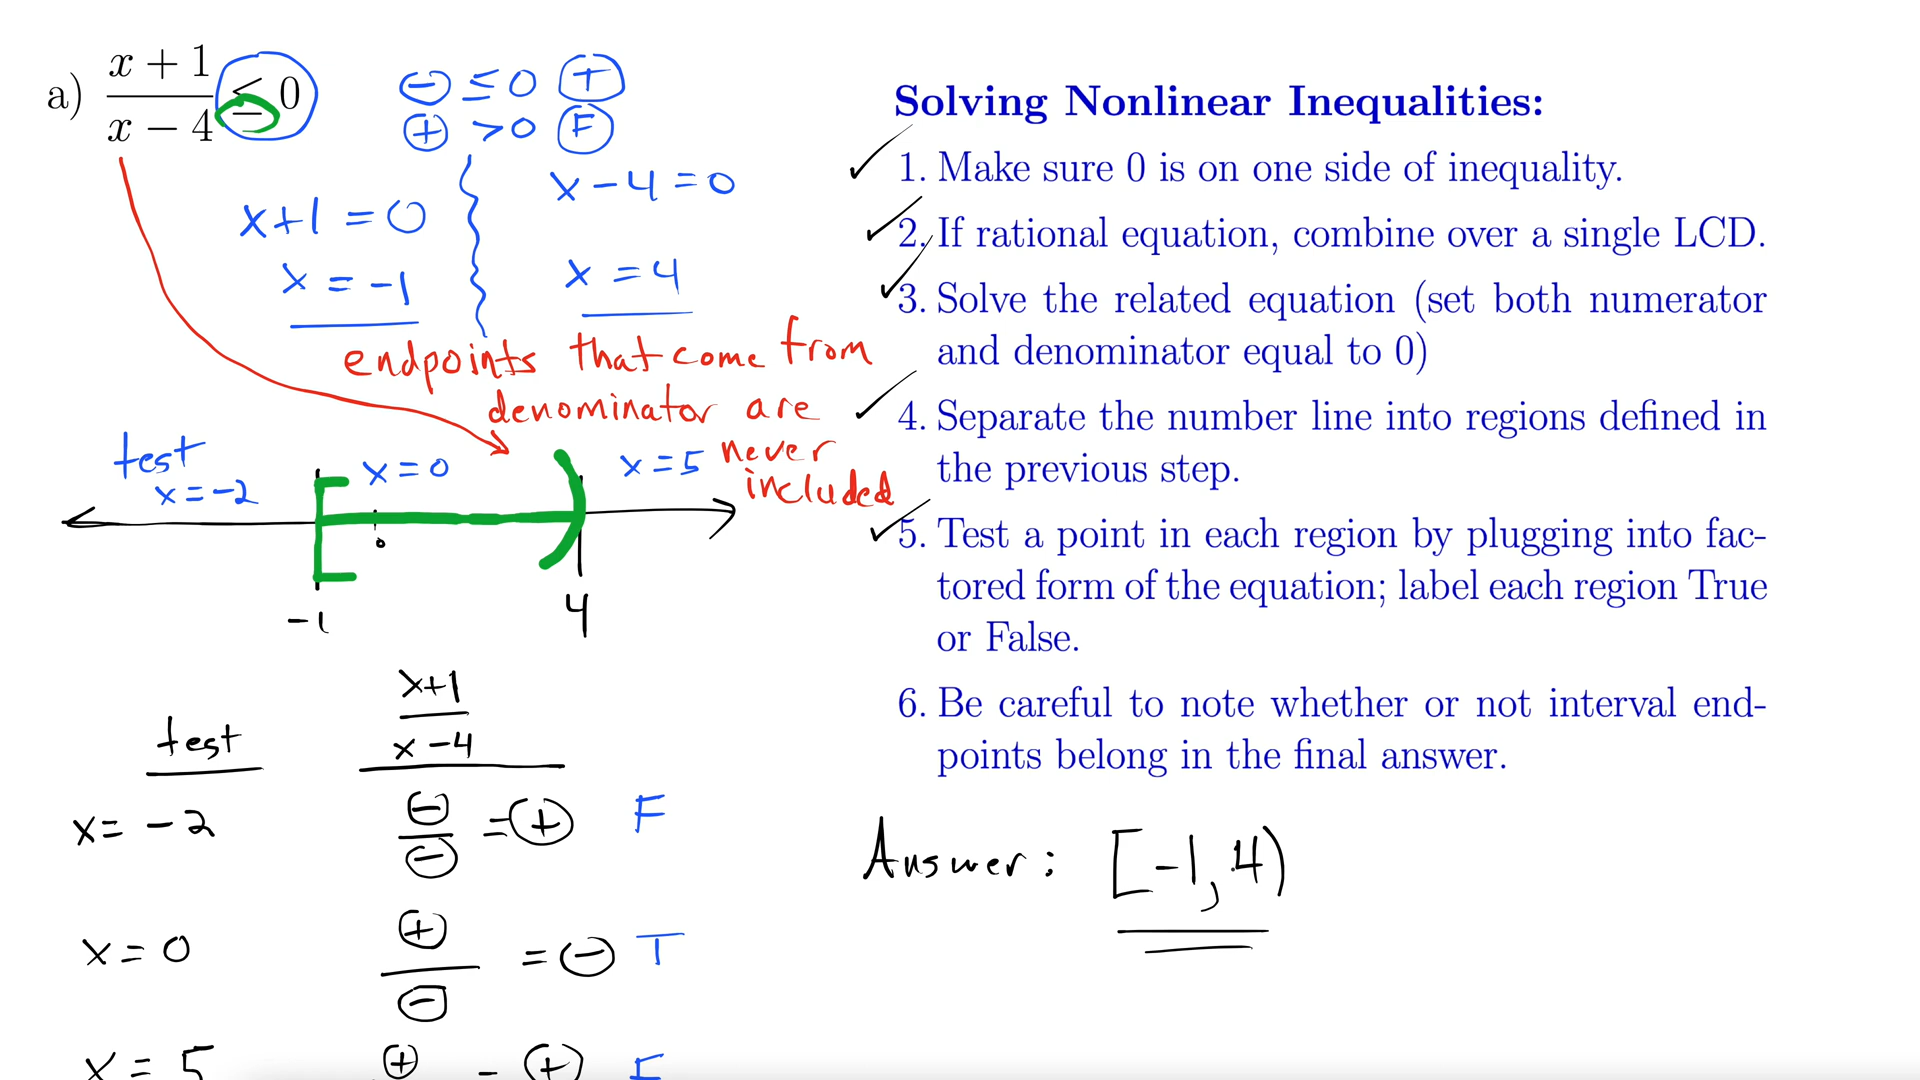 a) x + 1 / x − 4 ≤ 0
⊖ ≤ 0 Ⓣ
⊕ > 0 Ⓕ
x+1 = 0
x = -1
x - 4 = 0
x = 4
endpoints that come from
denominator are
never
included
test
x = -2
x = 0
x = 5
0
-1
4
test
x+1
x - 4
x = -2 ⊖/⊖ = ⊕ F
x = 0 ⊕/⊖ = ⊖ T
x = 5 ⊕ = ⊕ F
Solving Nonlinear Inequalities:
1. Make sure 0 is on one side of inequality.
2. If rational equation, combine over a single LCD.
3. Solve the related equation (set both numerator
and denominator equal to 0)
4. Separate the number line into regions defined in
the previous step.
5. Test a point in each region by plugging into fac-
tored form of the equation; label each region True
or False.
6. Be careful to note whether or not interval end-
points belong in the final answer.
Answer: [-1, 4)